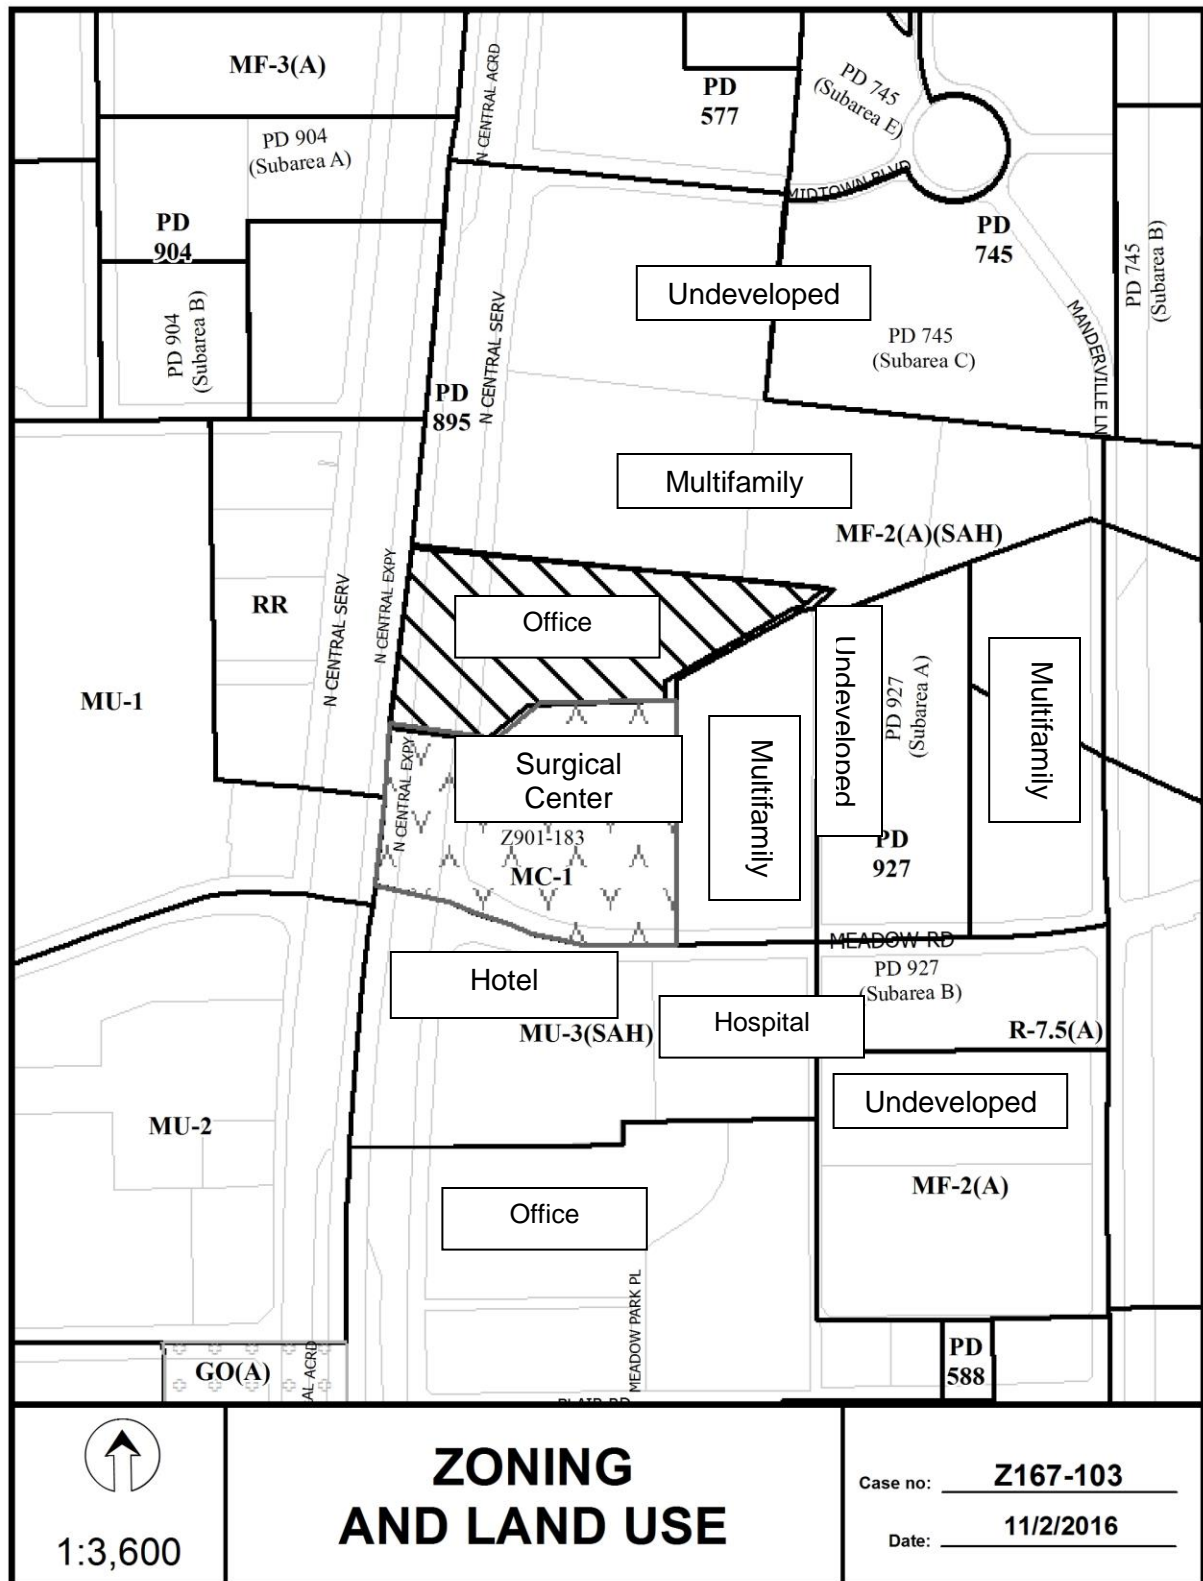 MF-3(A)
N CENTRAL ACRD
PD
577
PD 745
(Subarea E)
PD 904
(Subarea A)
MIDTOWN BLVD
PD
904
PD
745
PD 745
(Subarea B)
Undeveloped
PD 904
(Subarea B)
N CENTRAL SERV
MANDERVILLE LN
PD 745
(Subarea C)
PD
895
Multifamily
MF-2(A)(SAH)
RR
N CENTRAL SERV
N CENTRAL EXPY
Office
Undeveloped
PD 927
(Subarea A)
Multifamily
MU-1
Multifamily
N CENTRAL EXPY
Surgical
Center
Z901-183
MC-1
PD
927
MEADOW RD
Hotel
PD 927
(Subarea B)
Hospital
MU-3(SAH)
R-7.5(A)
Undeveloped
MU-2
MF-2(A)
Office
MEADOW PARK PL
GO(A)
AL ACRD
PD
588
ZONING
AND LAND USE
1:3,600
Case no: Z167-103
Date: 11/2/2016